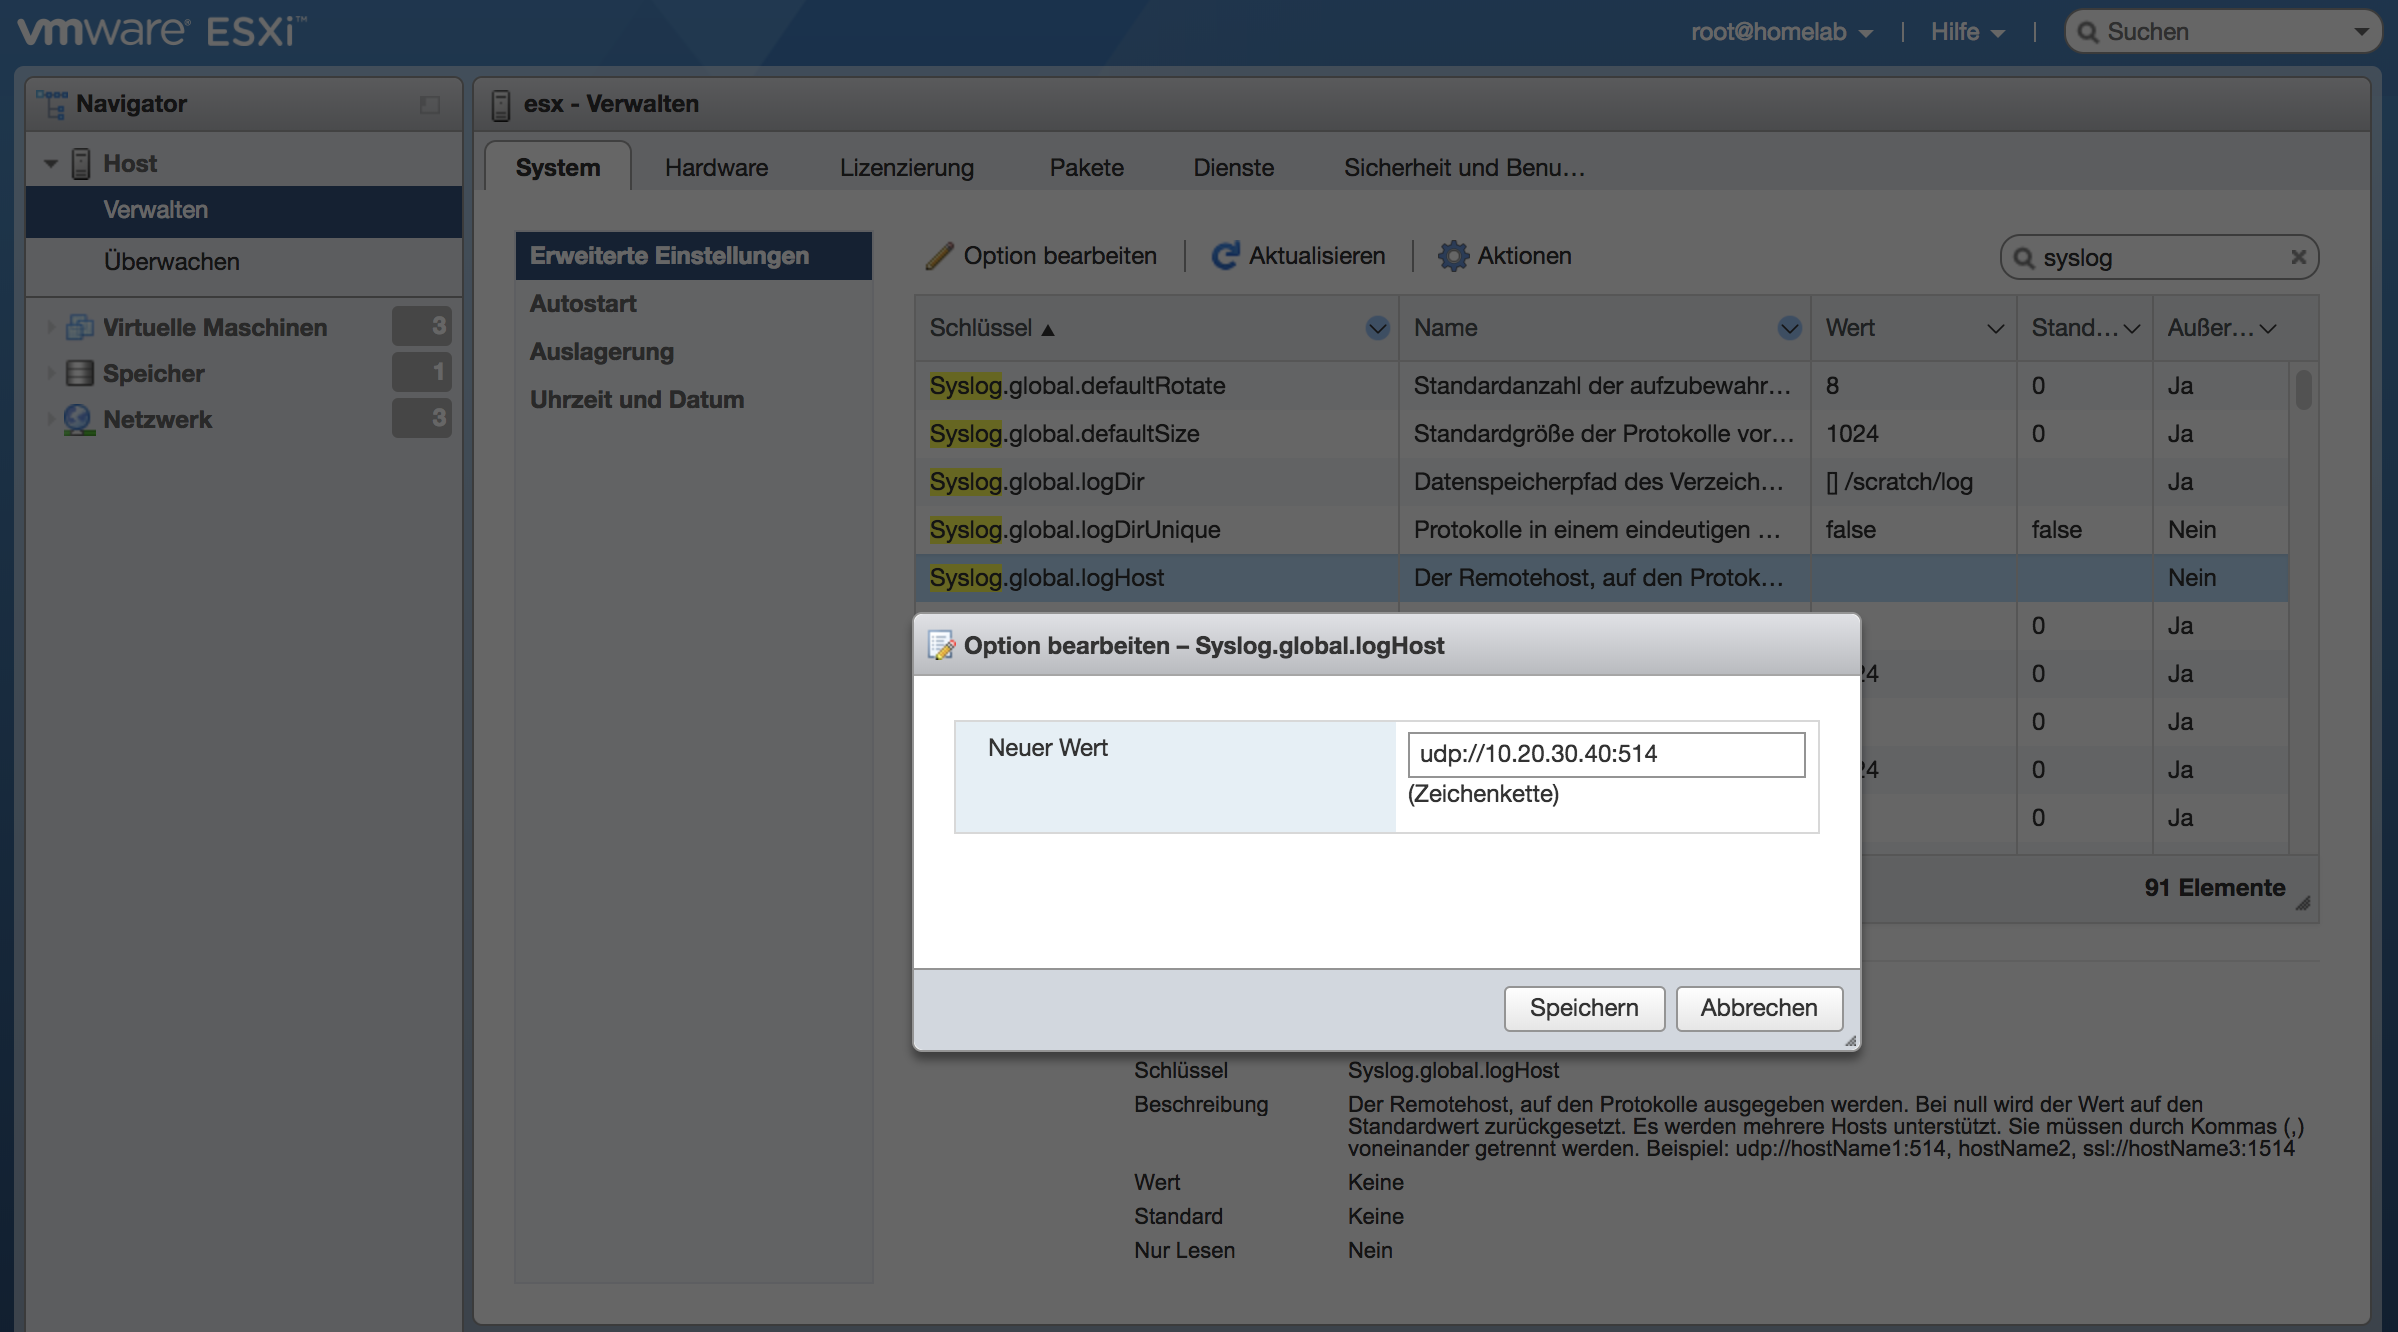 vmware® ESXi™
root@homelab | Hilfe | Suchen
Navigator
Host
Verwalten
Überwachen
Virtuelle Maschinen 3
Speicher 1
Netzwerk 3
esx - Verwalten
System Hardware Lizenzierung Pakete Dienste Sicherheit und Benu...
Erweiterte Einstellungen
Autostart
Auslagerung
Uhrzeit und Datum
Option bearbeiten | Aktualisieren | Aktionen
syslog
Schlüssel ▲ Name Wert Stand... Außer...
Syslog.global.defaultRotate Standardanzahl der aufzubewahr... 8 0 Ja
Syslog.global.defaultSize Standardgröße der Protokolle vor... 1024 0 Ja
Syslog.global.logDir Datenspeicherpfad des Verzeich... [] /scratch/log Ja
Syslog.global.logDirUnique Protokolle in einem eindeutigen ... false false Nein
Syslog.global.logHost Der Remotehost, auf den Protok... Nein
0 Ja
24 0 Ja
0 Ja
24 0 Ja
0 Ja
91 Elemente
Option bearbeiten – Syslog.global.logHost
Neuer Wert
udp://10.20.30.40:514
(Zeichenkette)
Speichern Abbrechen
Schlüssel Syslog.global.logHost
Beschreibung Der Remotehost, auf den Protokolle ausgegeben werden. Bei null wird der Wert auf den
Standardwert zurückgesetzt. Es werden mehrere Hosts unterstützt. Sie müssen durch Kommas (,)
voneinander getrennt werden. Beispiel: udp://hostName1:514, hostName2, ssl://hostName3:1514
Wert Keine
Standard Keine
Nur Lesen Nein